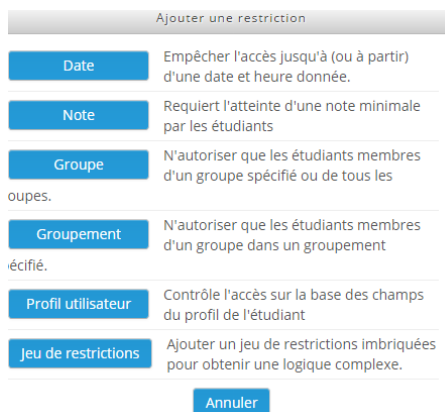 Ajouter une restriction
Date
Empêcher l'accès jusqu'à (ou à partir)
d'une date et heure donnée.
Note
Requiert l'atteinte d'une note minimale
par les étudiants
Groupe
N'autoriser que les étudiants membres
d'un groupe spécifié ou de tous les
oupes.
Groupement
N'autoriser que les étudiants membres
d'un groupe dans un groupement
écifié.
Profil utilisateur
Contrôle l'accès sur la base des champs
du profil de l'étudiant
Jeu de restrictions
Ajouter un jeu de restrictions imbriquées
pour obtenir une logique complexe.
Annuler